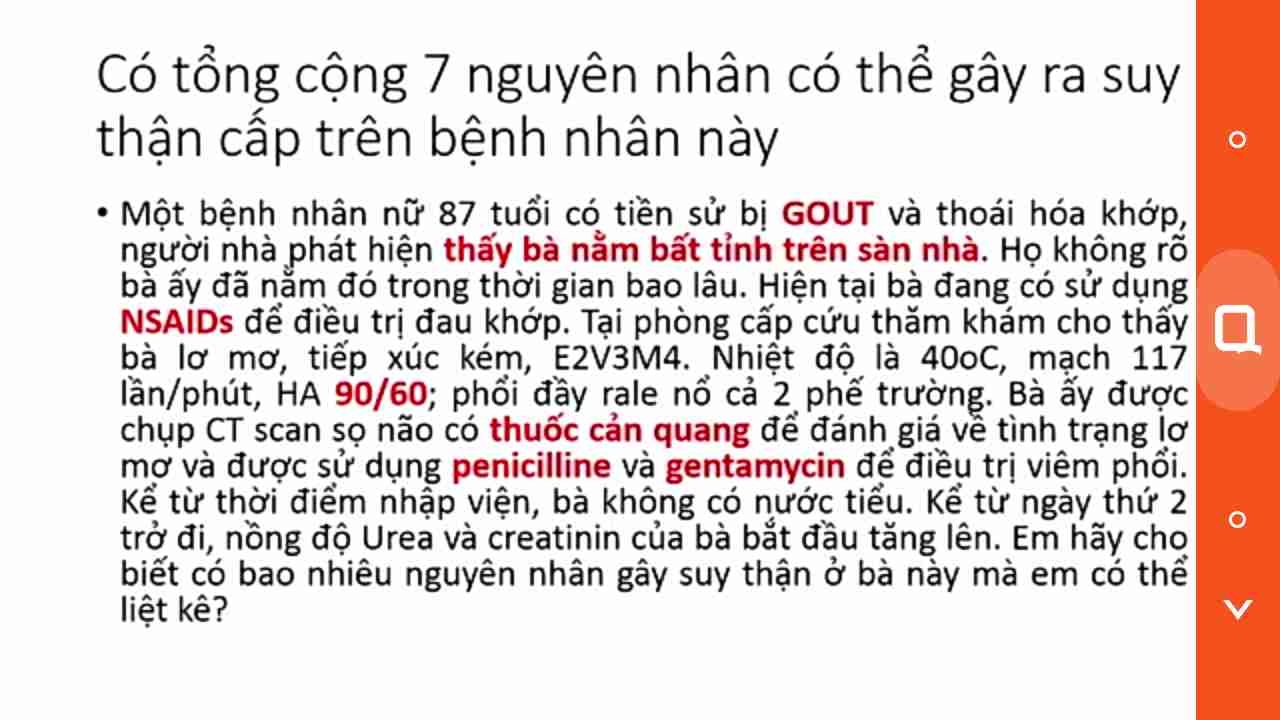 Có tổng cộng 7 nguyên nhân có thể gây ra suy
thận cấp trên bệnh nhân này
• Một bệnh nhân nữ 87 tuổi có tiền sử bị GOUT và thoái hóa khớp,
người nhà phát hiện thấy bà nằm bất tỉnh trên sàn nhà. Họ không rõ
bà ấy đã nằm đó trong thời gian bao lâu. Hiện tại bà đang có sử dụng
NSAIDs để điều trị đau khớp. Tại phòng cấp cứu thăm khám cho thấy
bà lơ mơ, tiếp xúc kém, E2V3M4. Nhiệt độ là 40oC, mạch 117
lần/phút, HA 90/60; phổi đầy rale nổ cả 2 phế trường. Bà ấy được
chụp CT scan sọ não có thuốc cản quang để đánh giá về tình trạng lơ
mơ và được sử dụng penicilline và gentamycin để điều trị viêm phổi.
Kể từ thời điểm nhập viện, bà không có nước tiểu. Kể từ ngày thứ 2
trở đi, nồng độ Urea và creatinin của bà bắt đầu tăng lên. Em hãy cho
biết có bao nhiêu nguyên nhân gây suy thận ở bà này mà em có thể
liệt kê?